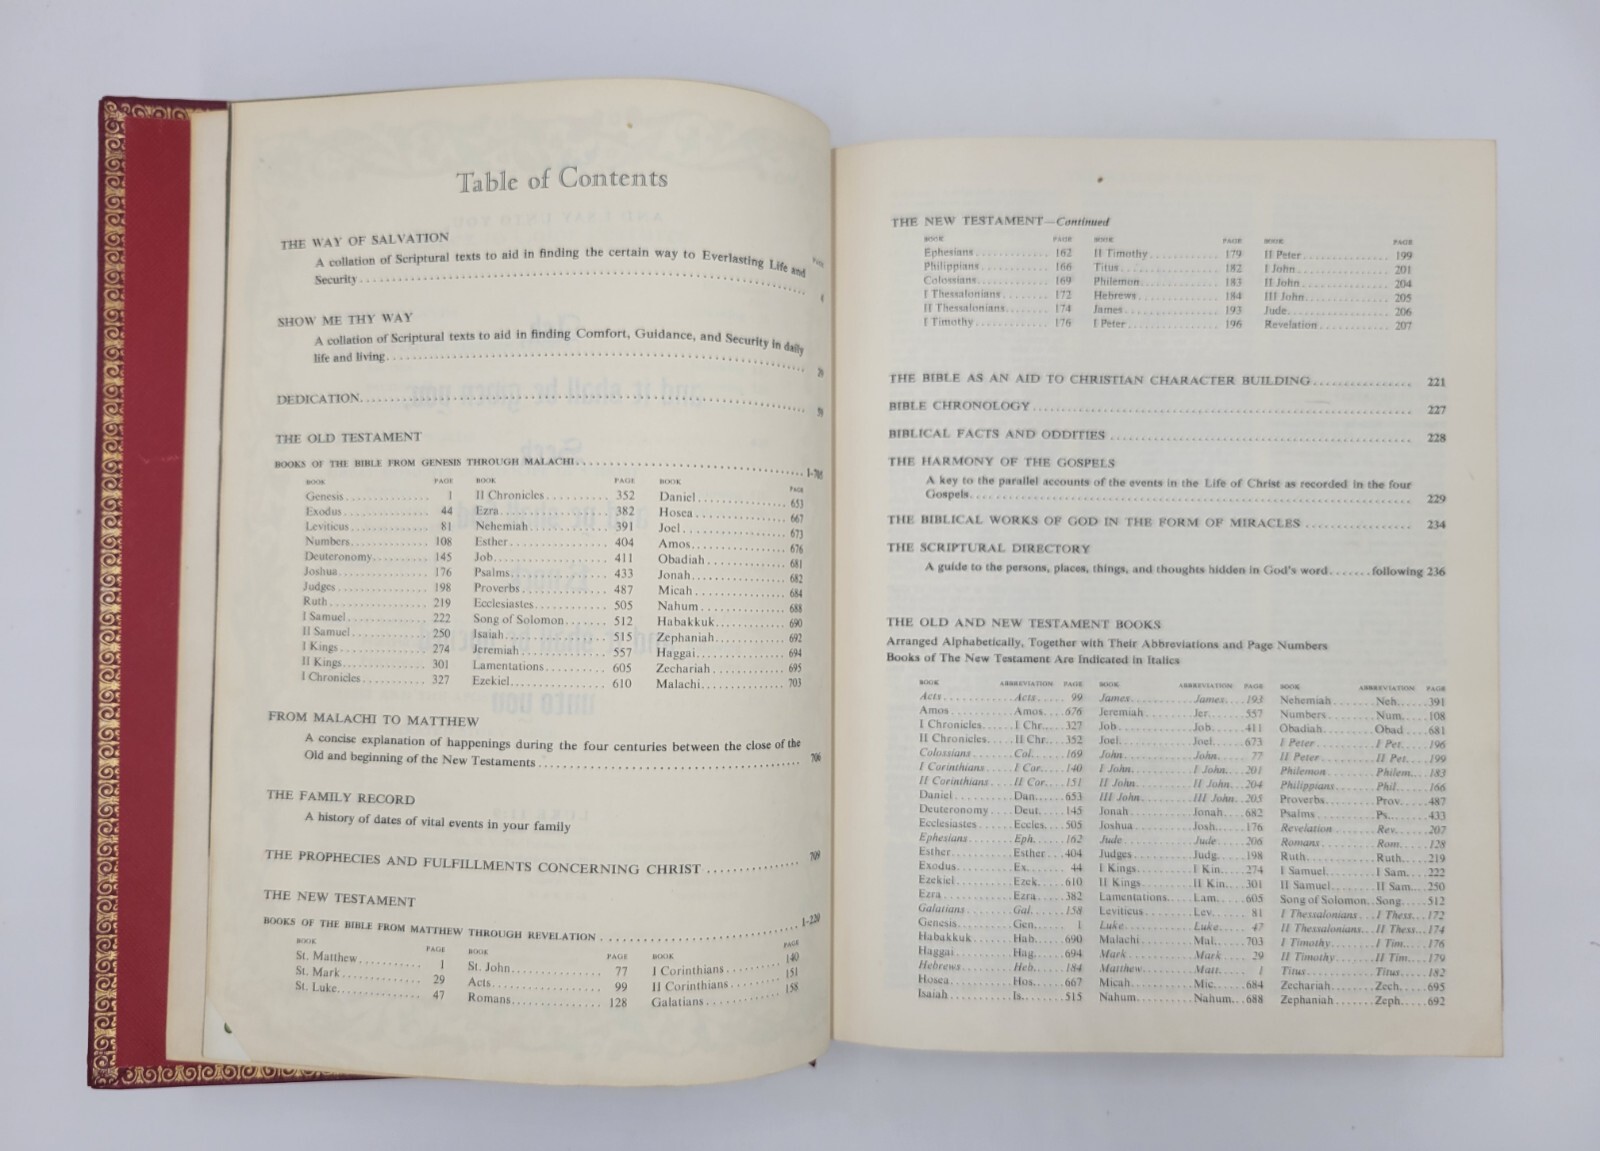 Table of Contents
THE WAY OF SALVATION
PAGE
A collation of Scriptural texts to aid in finding the certain way to Everlasting Life and
Security
SHOW ME THY WAY
A collation of Scriptural texts to aid in finding Comfort, Guidance, and Security in daily
life and living
DEDICATION
THE OLD TESTAMENT
BOOKS OF THE BIBLE FROM GENESIS THROUGH MALACHI 1-705
BOOK PAGE BOOK PAGE BOOK PAGE
Genesis 1 II Chronicles 352 Daniel 653
Exodus 44 Ezra 382 Hosea 667
Leviticus 81 Nehemiah 391 Joel 673
Numbers 108 Esther 404 Amos 676
Deuteronomy 145 Job 411 Obadiah 681
Joshua 176 Psalms 433 Jonah 682
Judges 198 Proverbs 487 Micah 684
Ruth 219 Ecclesiastes 505 Nahum 688
I Samuel 222 Song of Solomon 512 Habakkuk 690
II Samuel 250 Isaiah 515 Zephaniah 692
I Kings 274 Jeremiah 557 Haggai 694
II Kings 301 Lamentations 605 Zechariah 695
I Chronicles 327 Ezekiel 610 Malachi 703
FROM MALACHI TO MATTHEW
A concise explanation of happenings during the four centuries between the close of the
Old and beginning of the New Testaments 706
THE FAMILY RECORD
A history of dates of vital events in your family
THE PROPHECIES AND FULFILLMENTS CONCERNING CHRIST 709
THE NEW TESTAMENT
BOOKS OF THE BIBLE FROM MATTHEW THROUGH REVELATION 1-220
BOOK PAGE BOOK PAGE BOOK PAGE
St. Matthew 1 St. John 77 I Corinthians 140
St. Mark 29 Acts 99 II Corinthians 151
St. Luke 47 Romans 128 Galatians 158
THE NEW TESTAMENT—Continued
BOOK PAGE BOOK PAGE BOOK PAGE
Ephesians 162 II Timothy 179 II Peter 199
Philippians 166 Titus 182 I John 201
Colossians 169 Philemon 183 II John 204
I Thessalonians 172 Hebrews 184 III John 205
II Thessalonians 174 James 193 Jude 206
I Timothy 176 I Peter 196 Revelation 207
THE BIBLE AS AN AID TO CHRISTIAN CHARACTER BUILDING 221
BIBLE CHRONOLOGY 227
BIBLICAL FACTS AND ODDITIES 228
THE HARMONY OF THE GOSPELS
A key to the parallel accounts of the events in the Life of Christ as recorded in the four
Gospels 229
THE BIBLICAL WORKS OF GOD IN THE FORM OF MIRACLES 234
THE SCRIPTURAL DIRECTORY
A guide to the persons, places, things, and thoughts hidden in God's word following 236
THE OLD AND NEW TESTAMENT BOOKS
Arranged Alphabetically, Together with Their Abbreviations and Page Numbers
Books of The New Testament Are Indicated in Italics
BOOK ABBREVIATION PAGE BOOK ABBREVIATION PAGE BOOK ABBREVIATION PAGE
Acts Acts 99 James James 193 Nehemiah Neh. 391
Amos Amos 676 Jeremiah Jer. 557 Numbers Num. 108
I Chronicles I Chr. 327 Job Job 411 Obadiah Obad 681
II Chronicles II Chr. 352 Joel Joel 673 I Peter I Pet. 196
Colossians Col. 169 John John 77 II Peter II Pet. 199
I Corinthians I Cor. 140 I John I John 201 Philemon Philem. 183
II Corinthians II Cor. 151 II John II John 204 Philippians Phil. 166
Daniel Dan. 653 III John III John 205 Proverbs Prov. 487
Deuteronomy Deut. 145 Jonah Jonah 682 Psalms Ps. 433
Ecclesiastes Eccles. 505 Joshua Josh. 176 Revelation Rev. 207
Ephesians Eph. 162 Jude Jude 206 Romans Rom. 128
Esther Esther 404 Judges Judg. 198 Ruth Ruth 219
Exodus Ex. 44 I Kings I Kin. 274 I Samuel I Sam. 222
Ezekiel Ezek. 610 II Kings II Kin. 301 II Samuel II Sam. 250
Ezra Ezra 382 Lamentations Lam. 605 Song of Solomon Song 512
Galatians Gal. 158 Leviticus Lev. 81 I Thessalonians I Thess. 172
Genesis Gen. 1 Luke Luke 47 II Thessalonians II Thess. 174
Habakkuk Hab. 690 Malachi Mal. 703 I Timothy I Tim. 176
Haggai Hag. 694 Mark Mark 29 II Timothy II Tim. 179
Hebrews Heb. 184 Matthew Matt. 1 Titus Titus 182
Hosea Hos. 667 Micah Mic. 684 Zechariah Zech. 695
Isaiah Is. 515 Nahum Nahum 688 Zephaniah Zeph. 692